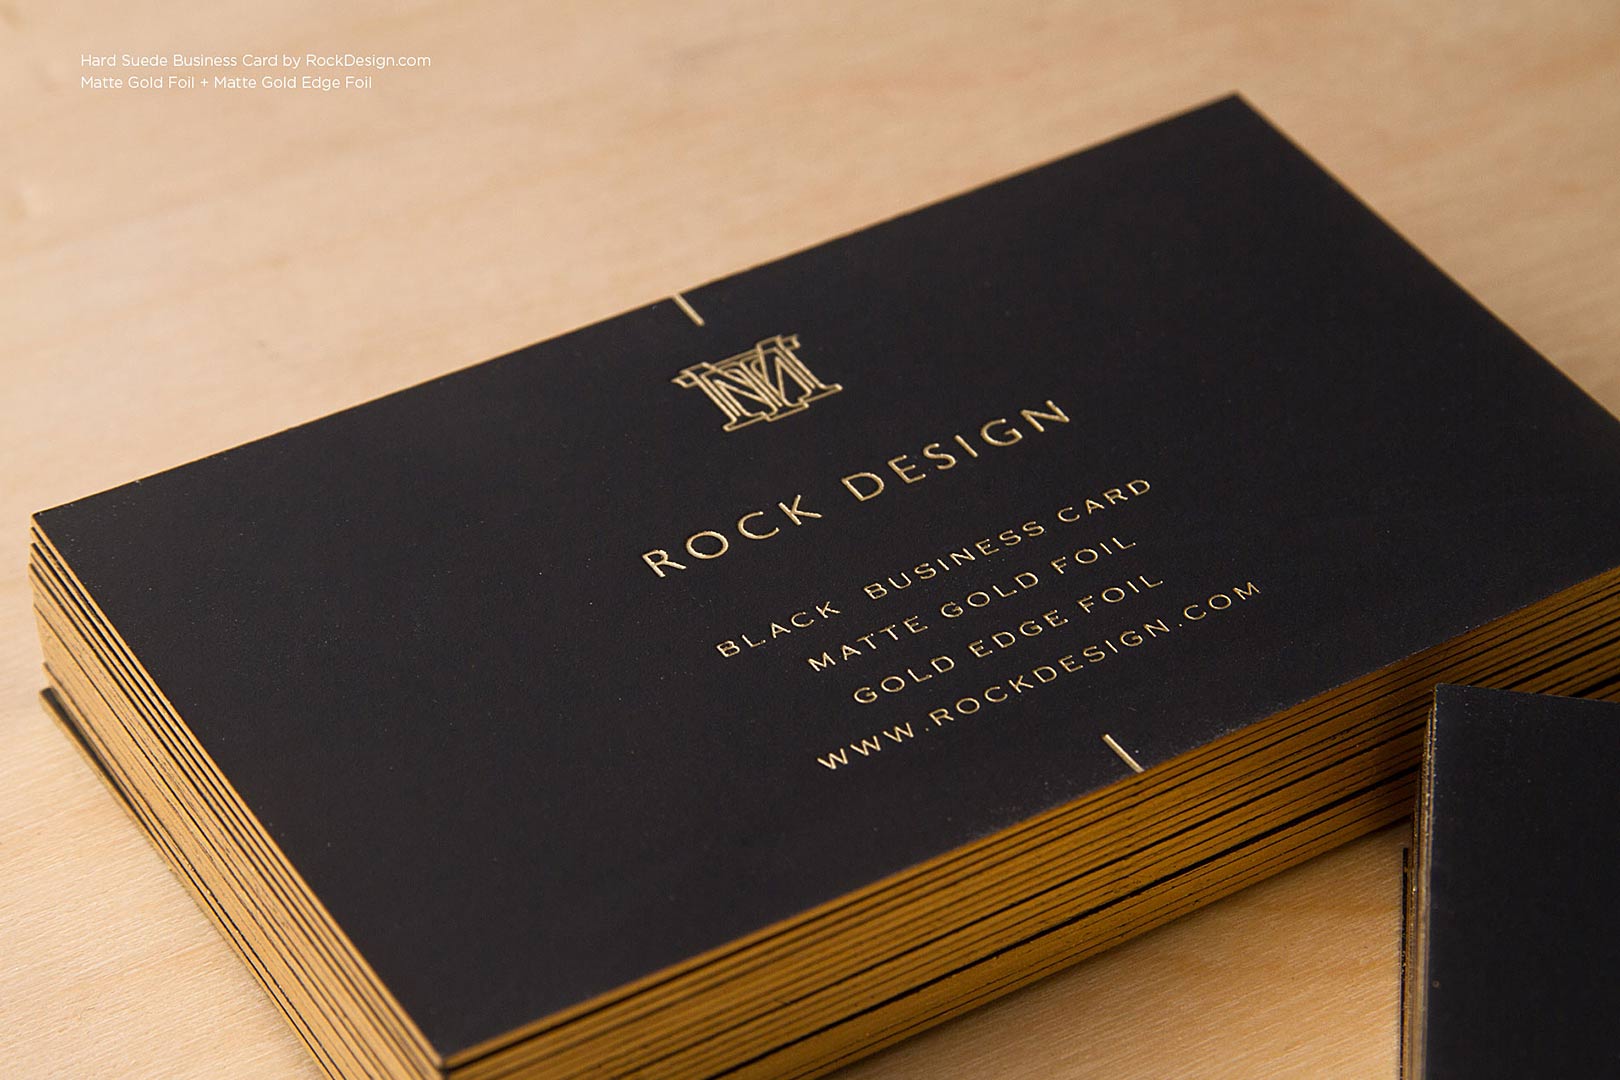 Hard Suede Business Card by RockDesign.com
Matte Gold Foil + Matte Gold Edge Foil
ROCK DESIGN
BLACK BUSINESS CARD
MATTE GOLD FOIL
GOLD EDGE FOIL
WWW.ROCKDESIGN.COM